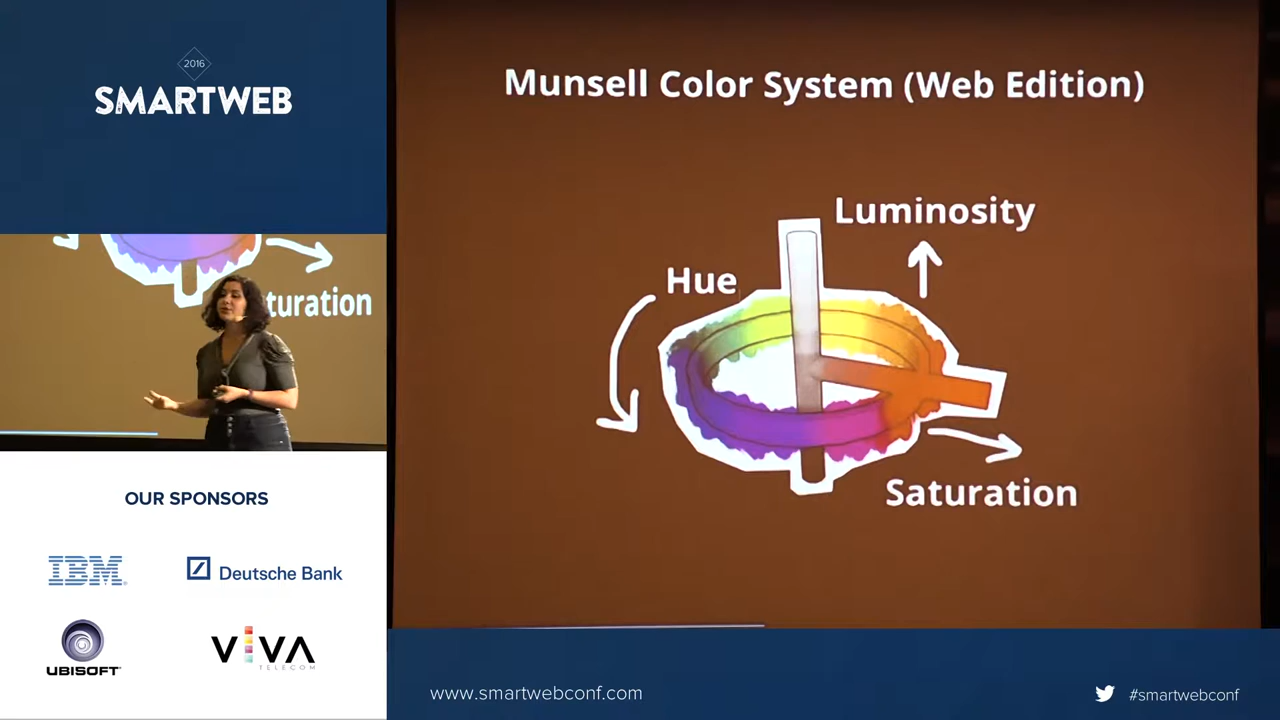 2016
SMARTWEB
turation
OUR SPONSORS
IBM
Deutsche Bank
UBISOFT
VIVA
TELECOM
Munsell Color System (Web Edition)
Luminosity
Hue
Saturation
www.smartwebconf.com
#smartwebconf